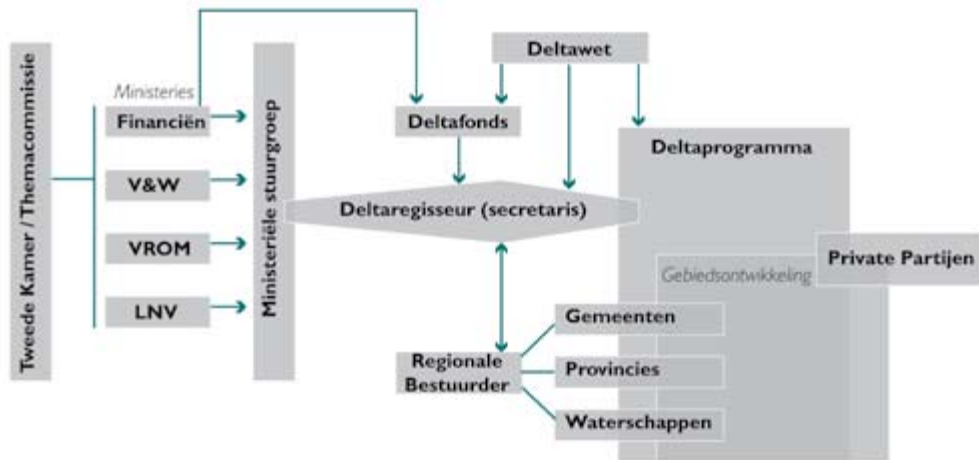 Tweede Kamer / Themacommissie
Ministeries
Financiën
V&W
VROM
LNV
Ministeriële stuurgroep
Deltawet
Deltafonds
Deltaprogramma
Deltaregisseur (secretaris)
Private Partijen
Gebiedsontwikkeling
Gemeenten
Regionale
Bestuurder
Provincies
Waterschappen